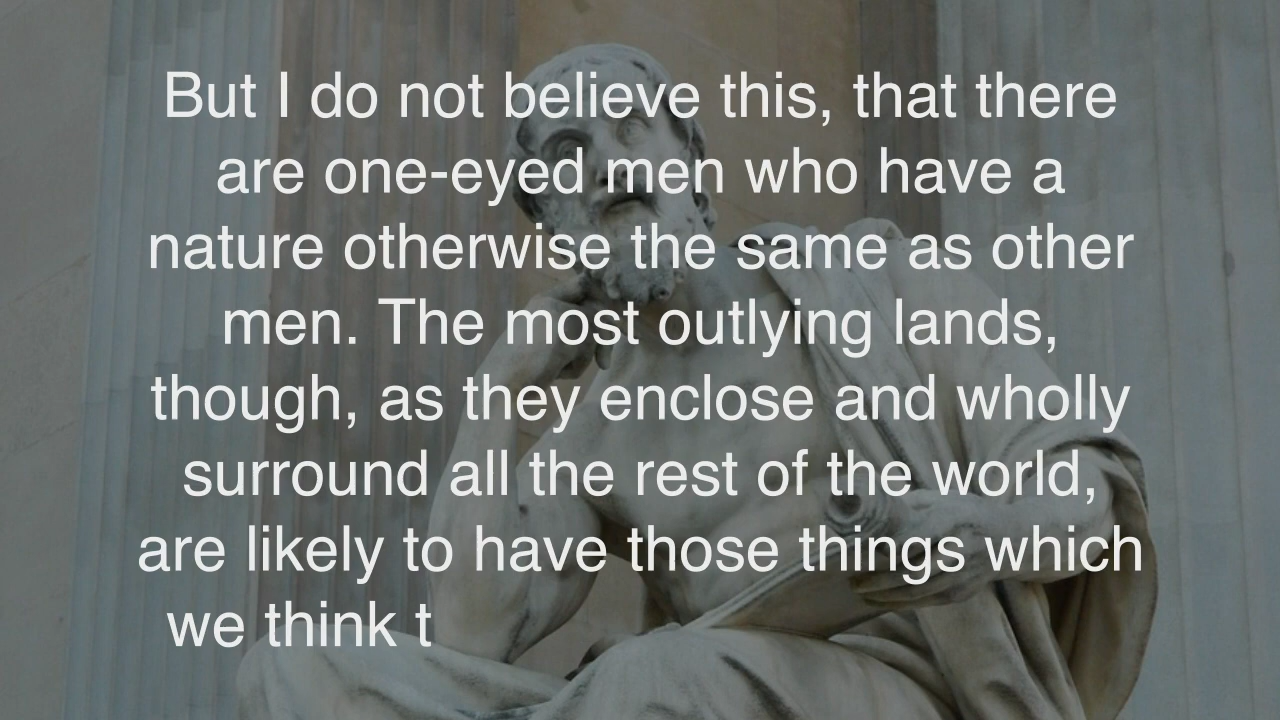 But I do not believe this, that there
are one-eyed men who have a
nature otherwise the same as other
men. The most outlying lands,
though, as they enclose and wholly
surround all the rest of the world,
are likely to have those things which
we think t